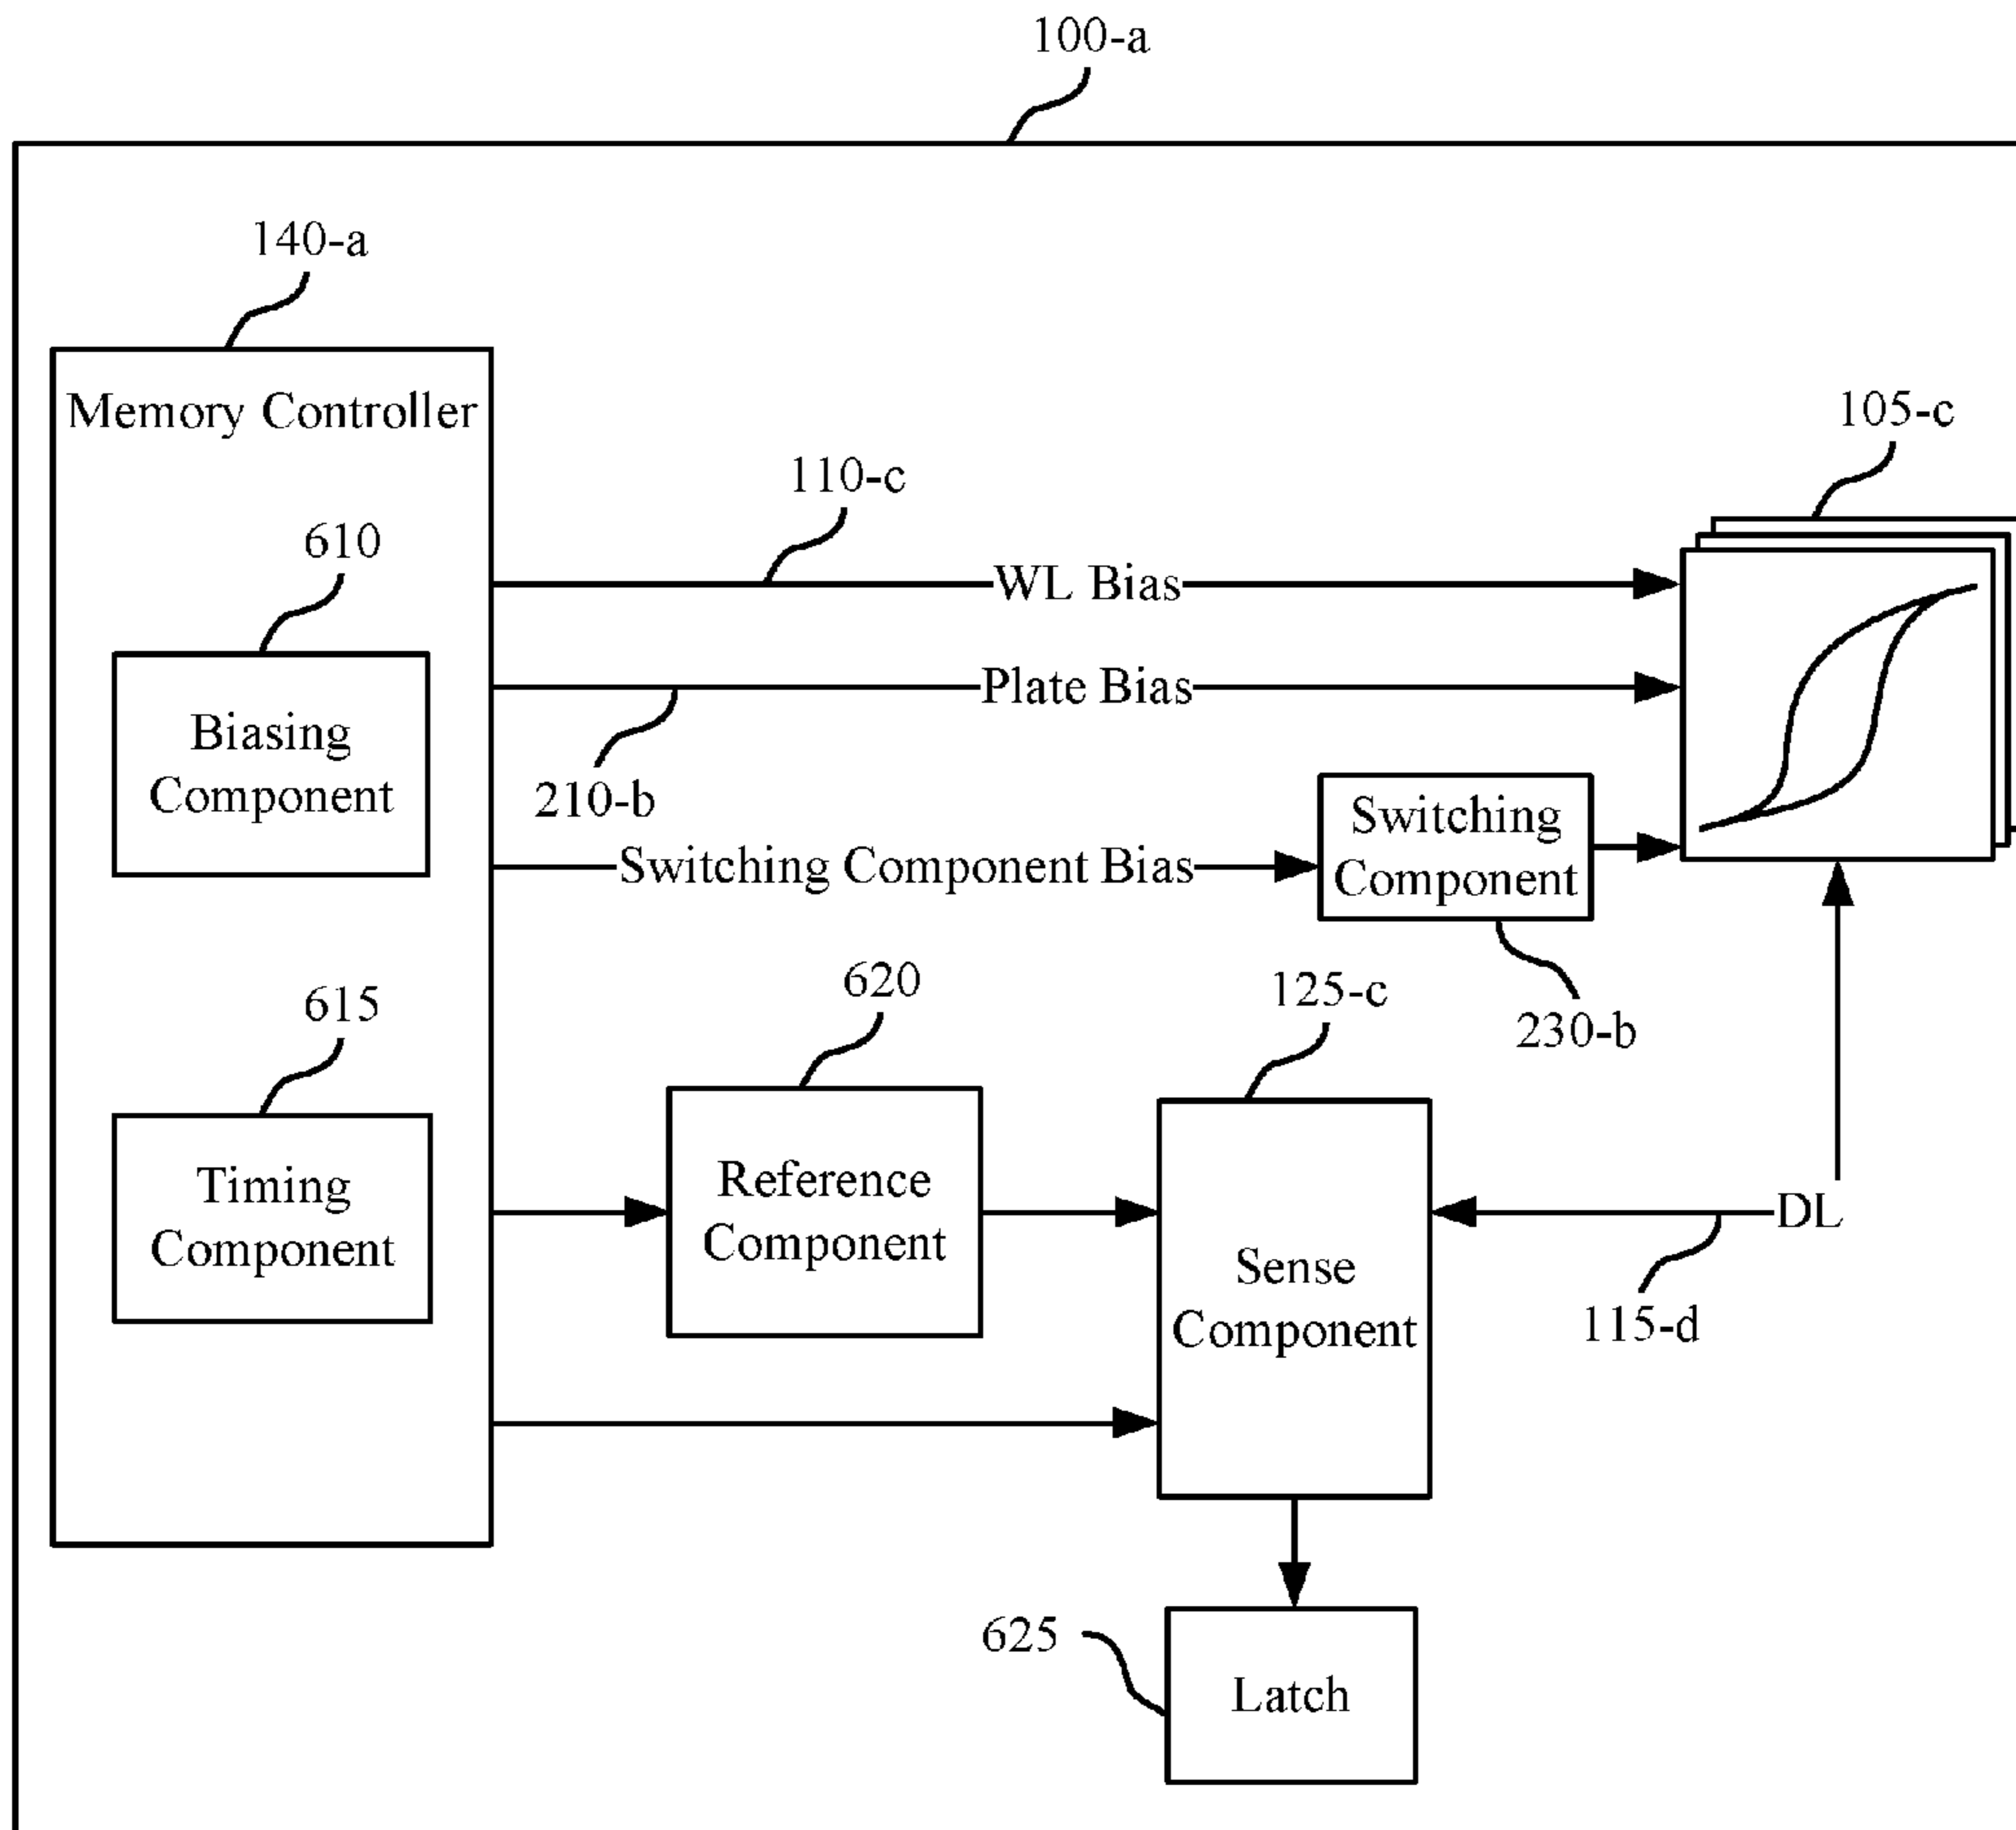 100-a
140-a
Memory Controller
105-c
110-c
610
WL Bias
Plate Bias
Biasing
Component
210-b
Switching
Component
Switching Component Bias
230-b
615
620
125-c
Timing
Component
Reference
Component
Sense
Component
DL
115-d
625
Latch